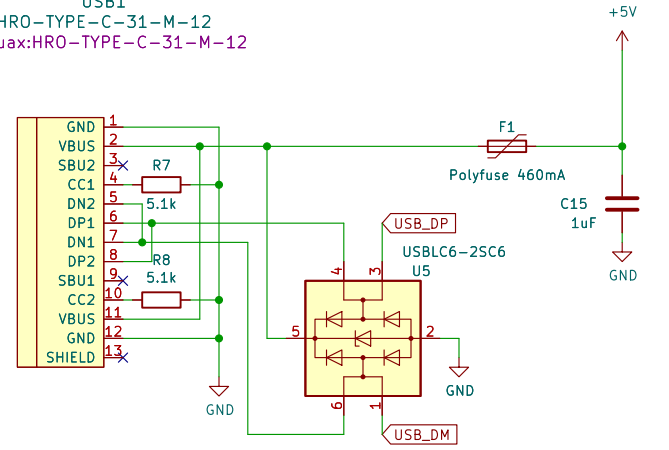 USB1
HRO-TYPE-C-31-M-12
uax:HRO-TYPE-C-31-M-12
+5V
F1
Polyfuse 460mA
C15
1uF
GND
GND 1
VBUS 2
SBU2 3
CC1 4
DN2 5
DP1 6
DN1 7
DP2 8
SBU1 9
CC2 10
VBUS 11
GND 12
SHIELD 13
R7
5.1k
R8
5.1k
GND
USB_DP
USBLC6-2SC6
U5
4
3
5
2
6
1
GND
USB_DM